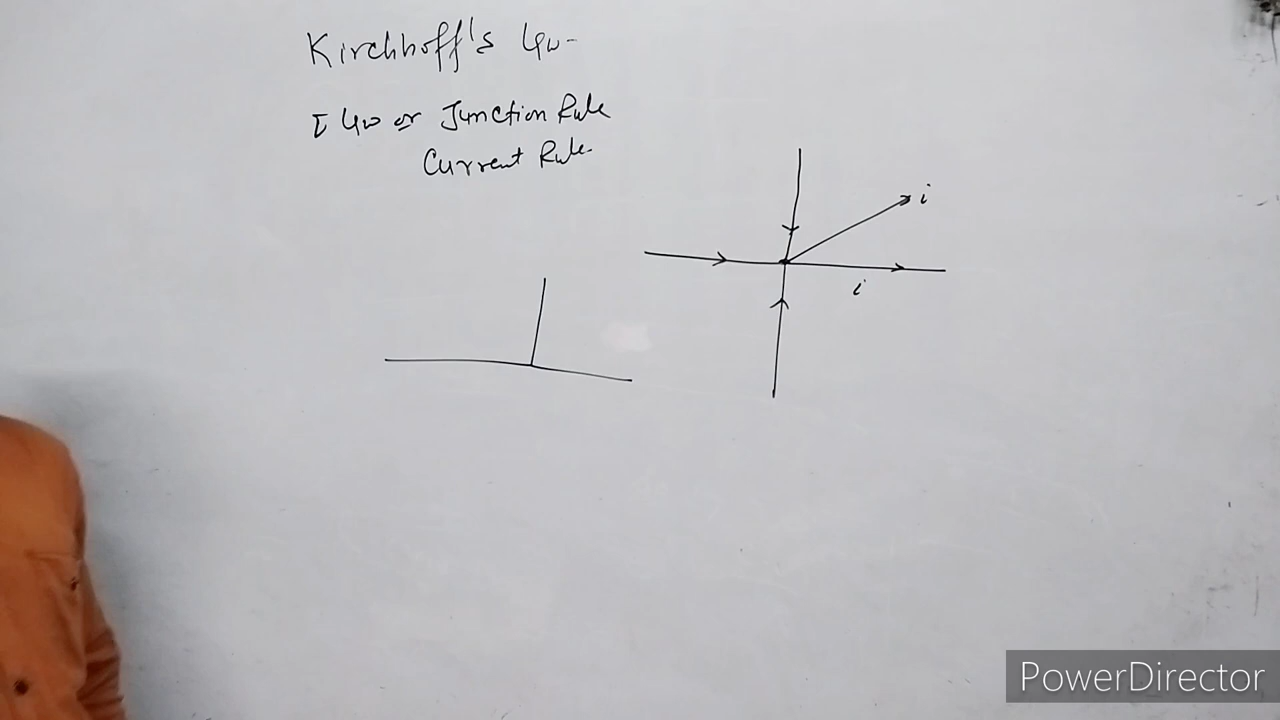 Kirchhoff's Law -
I Law or Junction Rule
Current Rule
i
i
PowerDirector